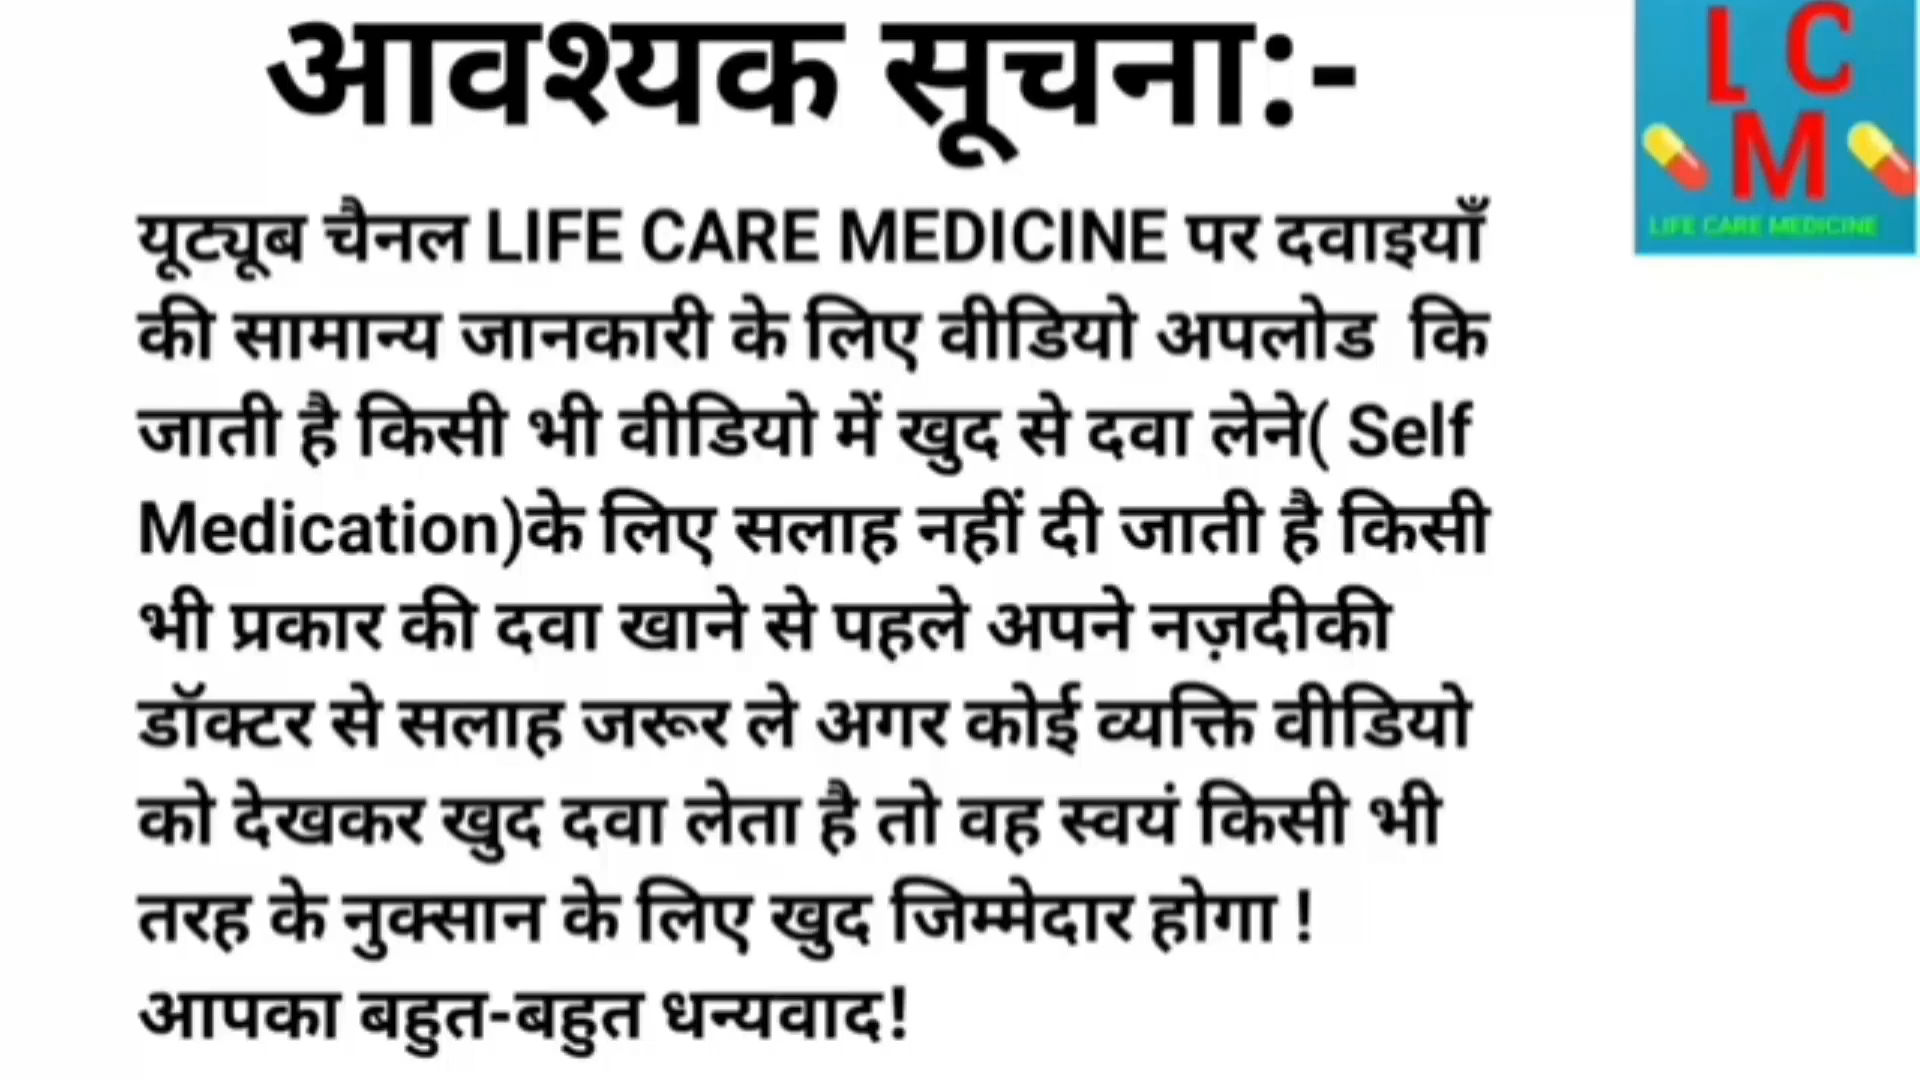 आवश्यक सूचना:-
L C
M
LIFE CARE MEDICINE
यूट्यूब चैनल LIFE CARE MEDICINE पर दवाइयाँ
की सामान्य जानकारी के लिए वीडियो अपलोड कि
जाती है किसी भी वीडियो में खुद से दवा लेने( Self
Medication)के लिए सलाह नहीं दी जाती है किसी
भी प्रकार की दवा खाने से पहले अपने नज़दीकी
डॉक्टर से सलाह जरूर ले अगर कोई व्यक्ति वीडियो
को देखकर खुद दवा लेता है तो वह स्वयं किसी भी
तरह के नुक्सान के लिए खुद जिम्मेदार होगा !
आपका बहुत-बहुत धन्यवाद!